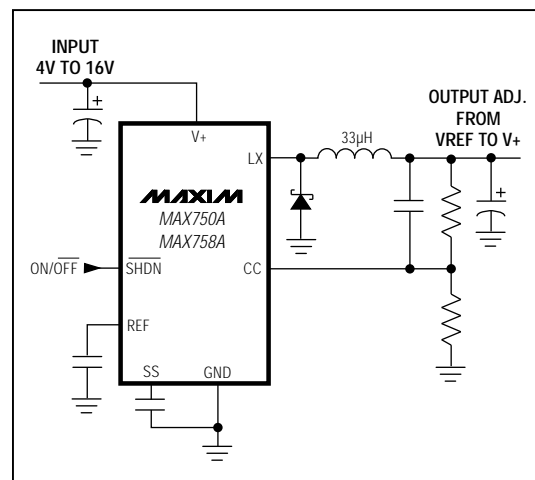 INPUT
4V TO 16V
OUTPUT ADJ.
FROM
VREF TO V+
V+
LX
33µH
MAXIM
MAX750A
MAX758A
ON/OFF
SHDN
CC
REF
SS
GND